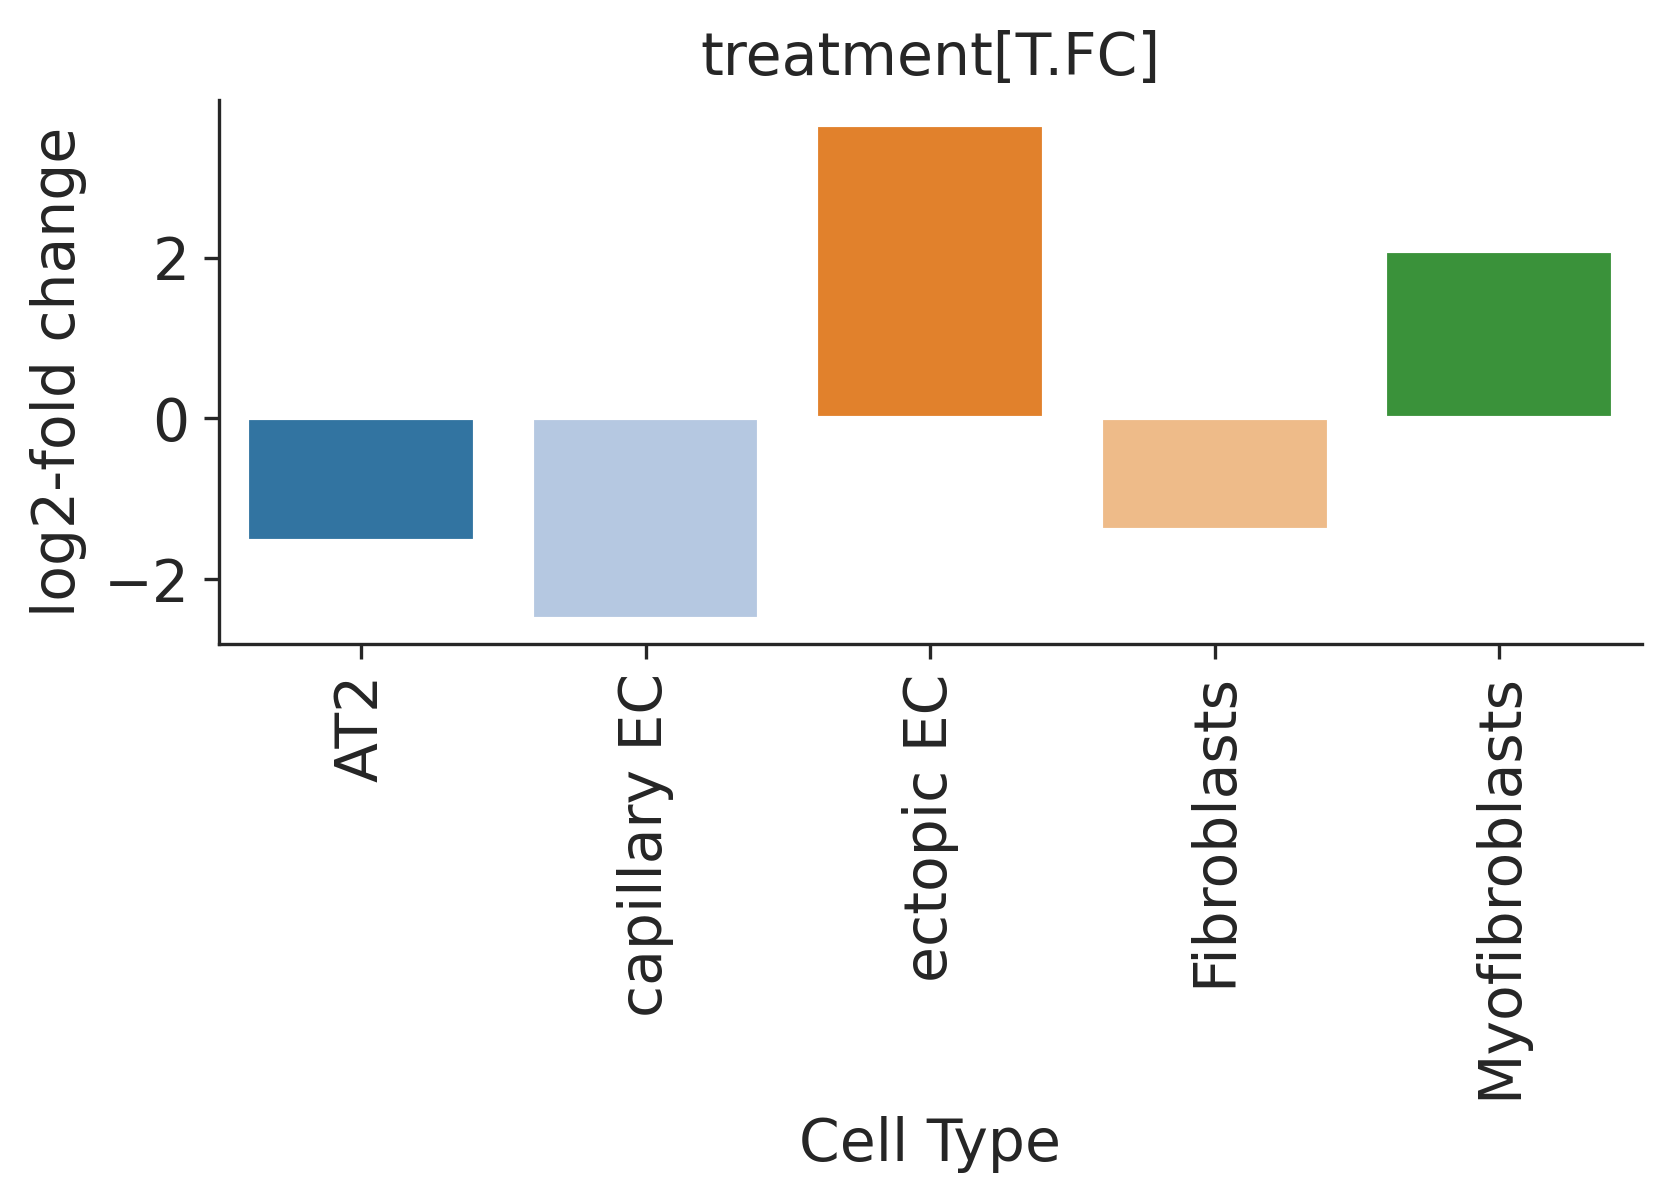 treatment[T.FC]
log2-fold change
2
0
−2
AT2
capillary EC
ectopic EC
Fibroblasts
Myofibroblasts
Cell Type